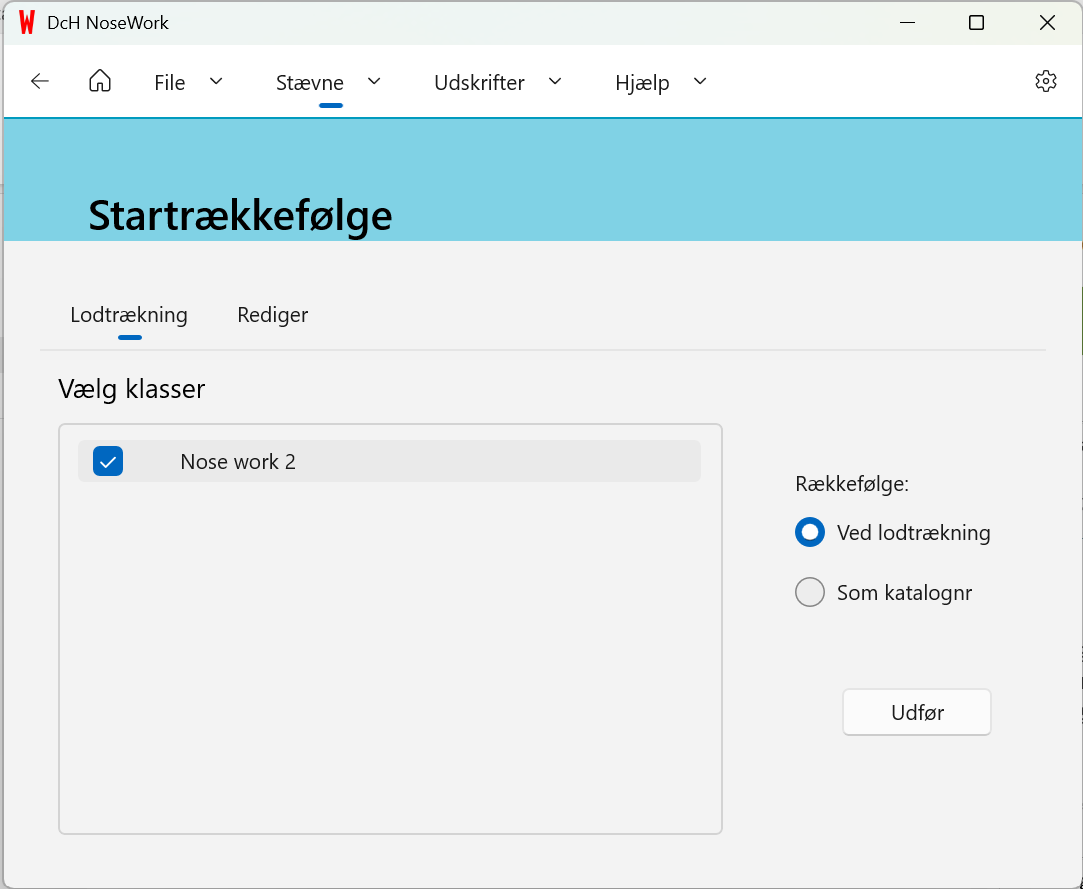 DcH NoseWork
File Stævne Udskrifter Hjælp
Startrækkefølge
Lodtrækning Rediger
Vælg klasser
Nose work 2
Rækkefølge:
Ved lodtrækning
Som katalognr
Udfør